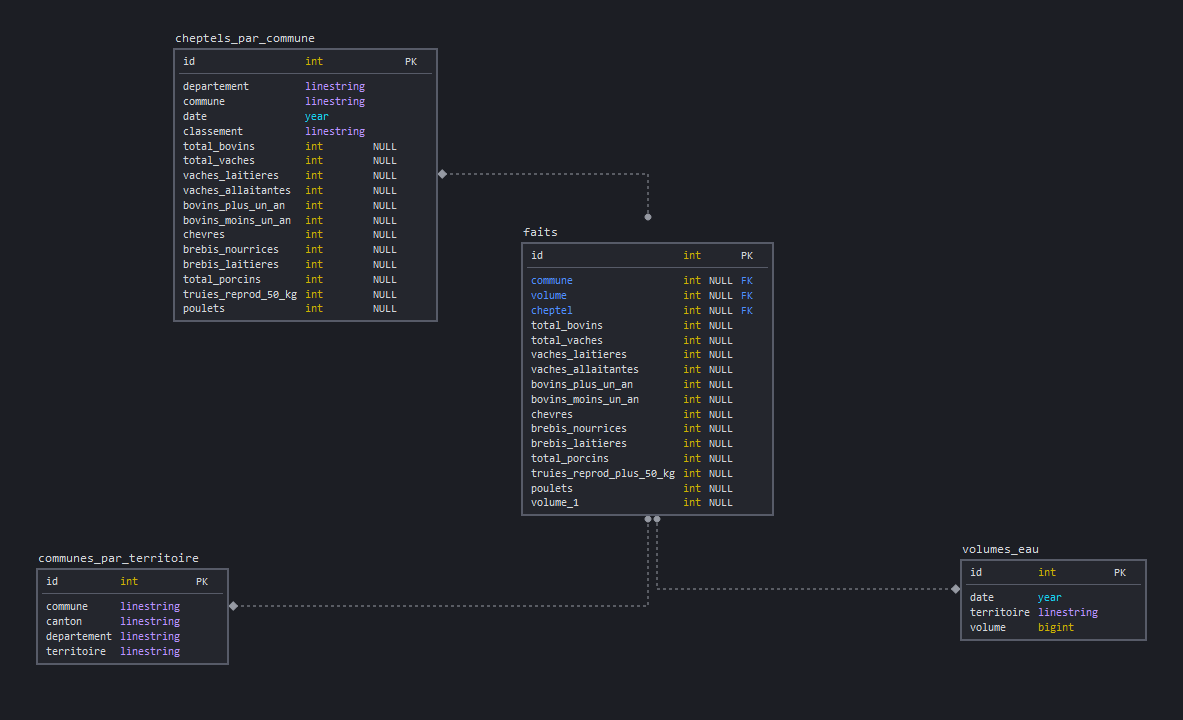 cheptels_par_commune
id int PK
departement linestring
commune linestring
date year
classement linestring
total_bovins int NULL
total_vaches int NULL
vaches_laitieres int NULL
vaches_allaitantes int NULL
bovins_plus_un_an int NULL
bovins_moins_un_an int NULL
chevres int NULL
brebis_nourrices int NULL
brebis_laitieres int NULL
total_porcins int NULL
truies_reprod_50_kg int NULL
poulets int NULL
faits
id int PK
commune int NULL FK
volume int NULL FK
cheptel int NULL FK
total_bovins int NULL
total_vaches int NULL
vaches_laitieres int NULL
vaches_allaitantes int NULL
bovins_plus_un_an int NULL
bovins_moins_un_an int NULL
chevres int NULL
brebis_nourrices int NULL
brebis_laitieres int NULL
total_porcins int NULL
truies_reprod_plus_50_kg int NULL
poulets int NULL
volume_1 int NULL
communes_par_territoire
id int PK
commune linestring
canton linestring
departement linestring
territoire linestring
volumes_eau
id int PK
date year
territoire linestring
volume bigint